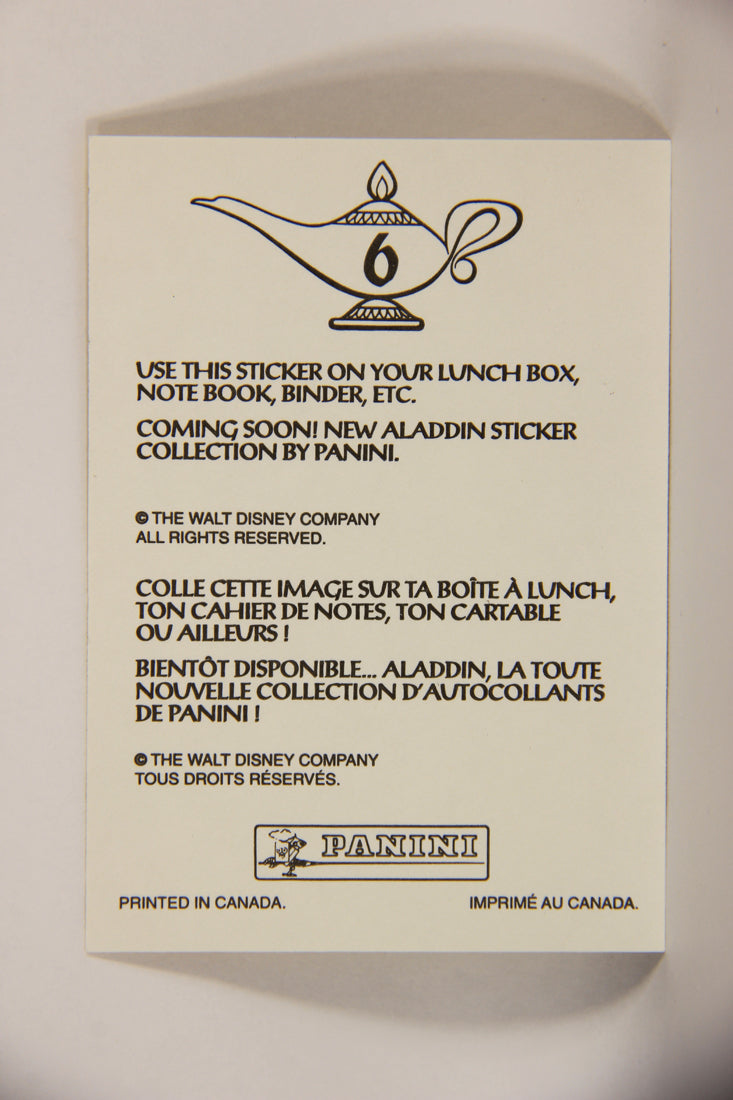 6
USE THIS STICKER ON YOUR LUNCH BOX,
NOTE BOOK, BINDER, ETC.
COMING SOON! NEW ALADDIN STICKER
COLLECTION BY PANINI.
© THE WALT DISNEY COMPANY
ALL RIGHTS RESERVED.
COLLE CETTE IMAGE SUR TA BOÎTE À LUNCH,
TON CAHIER DE NOTES, TON CARTABLE
OU AILLEURS !
BIENTÔT DISPONIBLE... ALADDIN, LA TOUTE
NOUVELLE COLLECTION D'AUTOCOLLANTS
DE PANINI !
© THE WALT DISNEY COMPANY
TOUS DROITS RÉSERVÉS.
PANINI
PRINTED IN CANADA. IMPRIMÉ AU CANADA.